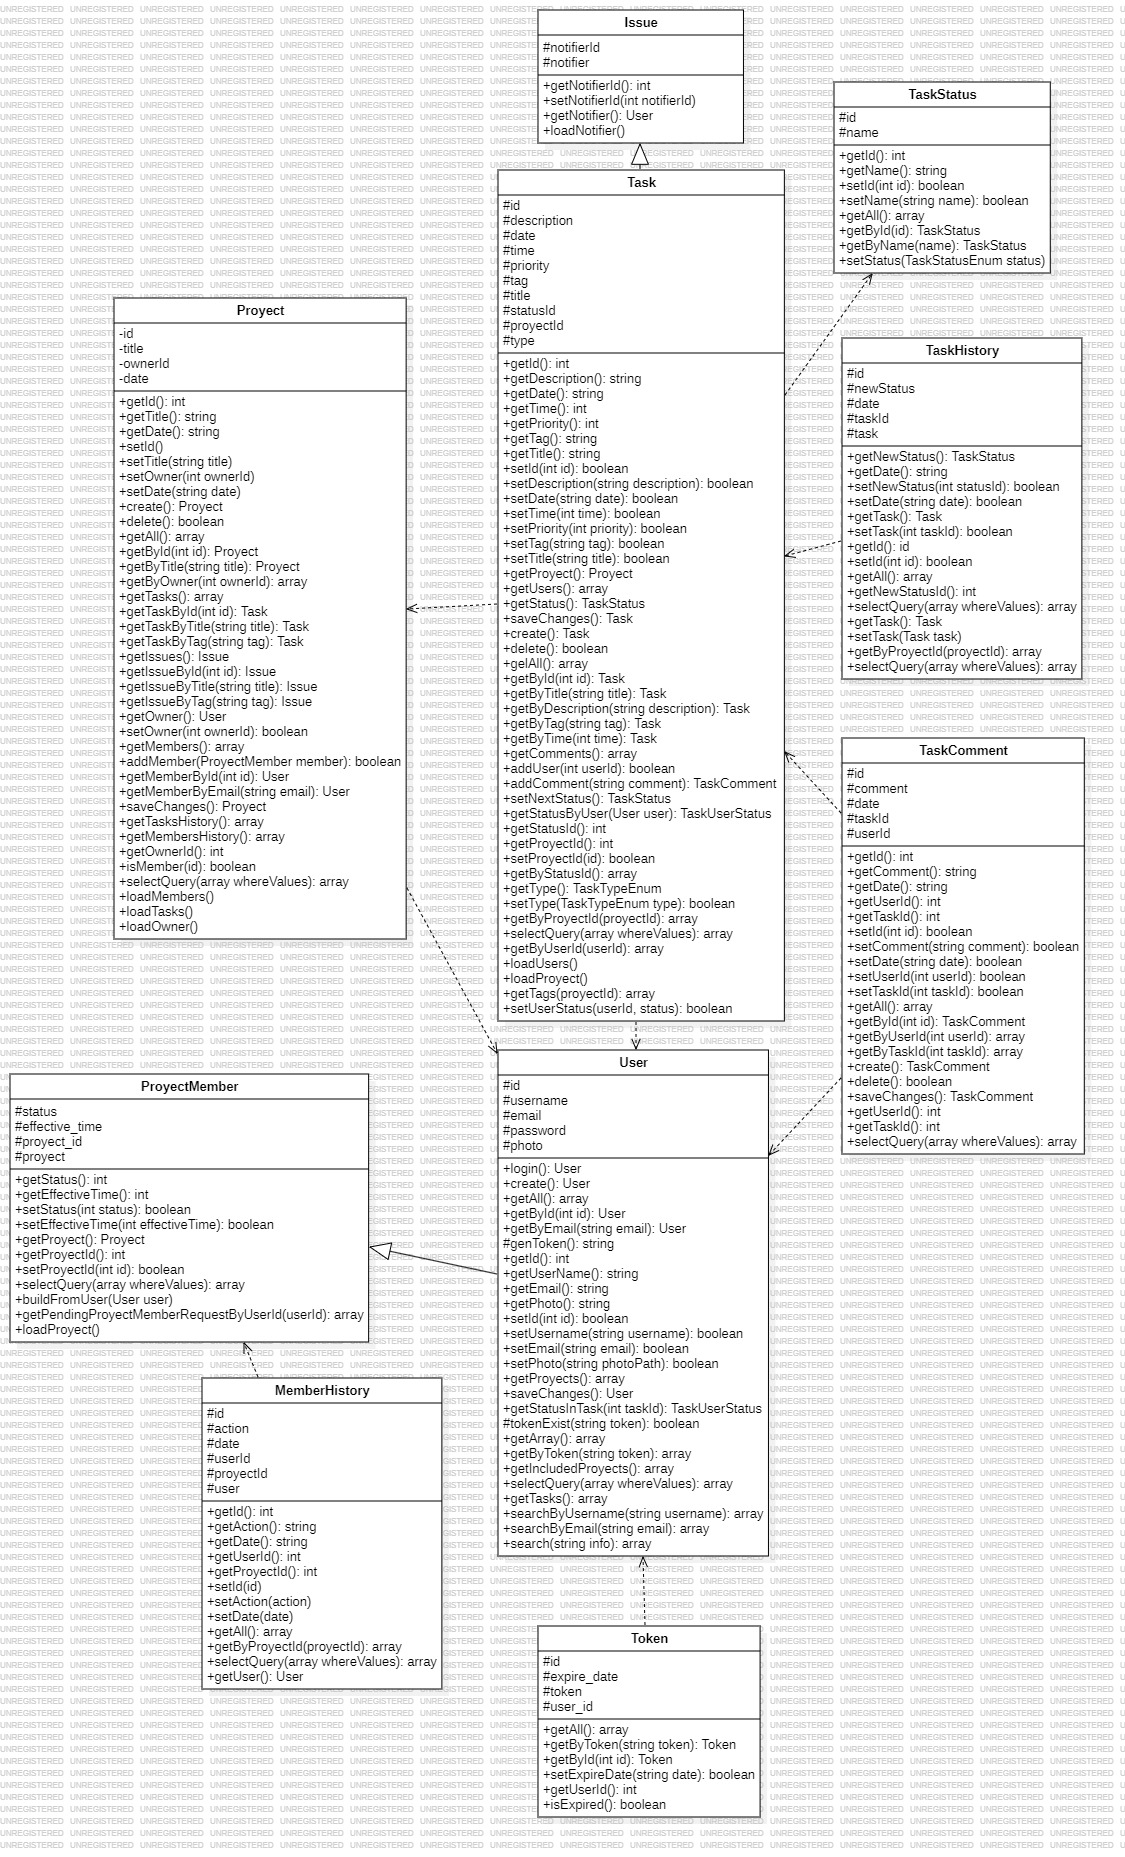 Issue
#notifierId
#notifier
+getNotifierId(): int
+setNotifierId(int notifierId)
+getNotifier(): User
+loadNotifier()
TaskStatus
#id
#name
+getId(): int
+getName(): string
+setId(int id): boolean
+setName(string name): boolean
+getAll(): array
+getById(id): TaskStatus
+getByName(name): TaskStatus
+setStatus(TaskStatusEnum status)
Task
#id
#description
#date
#time
#priority
#tag
#title
#statusId
#proyectId
#type
+getId(): int
+getDescription(): string
+getDate(): string
+getTime(): int
+getPriority(): int
+getTag(): string
+getTitle(): string
+setId(int id): boolean
+setDescription(string description): boolean
+setDate(string date): boolean
+setTime(int time): boolean
+setPriority(int priority): boolean
+setTag(string tag): boolean
+setTitle(string title): boolean
+getProyect(): Proyect
+getUsers(): array
+getStatus(): TaskStatus
+saveChanges(): Task
+create(): Task
+delete(): boolean
+gelAll(): array
+getById(int id): Task
+getByTitle(string title): Task
+getByDescription(string description): Task
+getByTag(string tag): Task
+getByTime(int time): Task
+getComments(): array
+addUser(int userId): boolean
+addComment(string comment): TaskComment
+setNextStatus(): TaskStatus
+getStatusByUser(User user): TaskUserStatus
+getStatusId(): int
+getProyectId(): int
+setProyectId(id): boolean
+getByStatusId(): array
+getType(): TaskTypeEnum
+setType(TaskTypeEnum type): boolean
+getByProyectId(proyectId): array
+selectQuery(array whereValues): array
+getByUserId(userId): array
+loadUsers()
+loadProyect()
+getTags(proyectId): array
+setUserStatus(userId, status): boolean
Proyect
-id
-title
-ownerId
-date
+getId(): int
+getTitle(): string
+getDate(): string
+setId()
+setTitle(string title)
+setOwner(int ownerId)
+setDate(string date)
+create(): Proyect
+delete(): boolean
+getAll(): array
+getById(int id): Proyect
+getByTitle(string title): Proyect
+getByOwner(int ownerId): array
+getTasks(): array
+getTaskById(int id): Task
+getTaskByTitle(string title): Task
+getTaskByTag(string tag): Task
+getIssues(): Issue
+getIssueById(int id): Issue
+getIssueByTitle(string title): Issue
+getIssueByTag(string tag): Issue
+getOwner(): User
+setOwner(int ownerId): boolean
+getMembers(): array
+addMember(ProyectMember member): boolean
+getMemberById(int id): User
+getMemberByEmail(string email): User
+saveChanges(): Proyect
+getTasksHistory(): array
+getMembersHistory(): array
+getOwnerId(): int
+isMember(id): boolean
+selectQuery(array whereValues): array
+loadMembers()
+loadTasks()
+loadOwner()
TaskHistory
#id
#newStatus
#date
#taskId
#task
+getNewStatus(): TaskStatus
+getDate(): string
+setNewStatus(int statusId): boolean
+setDate(string date): boolean
+getTask(): Task
+setTask(int taskId): boolean
+getId(): id
+setId(int id): boolean
+getAll(): array
+getNewStatusId(): int
+selectQuery(array whereValues): array
+getTask(): Task
+setTask(Task task)
+getByProyectId(proyectId): array
+selectQuery(array whereValues): array
TaskComment
#id
#comment
#date
#taskId
#userId
+getId(): int
+getComment(): string
+getDate(): string
+getUserId(): int
+getTaskId(): int
+setId(int id): boolean
+setComment(string comment): boolean
+setDate(string date): boolean
+setUserId(int userId): boolean
+setTaskId(int taskId): boolean
+getAll(): array
+getById(int id): TaskComment
+getByUserId(int userId): array
+getByTaskId(int taskId): array
+create(): TaskComment
+delete(): boolean
+saveChanges(): TaskComment
+getUserId(): int
+getTaskId(): int
+selectQuery(array whereValues): array
User
#id
#username
#email
#password
#photo
+login(): User
+create(): User
+getAll(): array
+getById(int id): User
+getByEmail(string email): User
#genToken(): string
+getId(): int
+getUserName(): string
+getEmail(): string
+getPhoto(): string
+setId(int id): boolean
+setUsername(string username): boolean
+setEmail(string email): boolean
+setPhoto(string photoPath): boolean
+getProyects(): array
+saveChanges(): User
+getStatusInTask(int taskId): TaskUserStatus
#tokenExist(string token): boolean
+getArray(): array
+getByToken(string token): array
+getIncludedProyects(): array
+selectQuery(array whereValues): array
+getTasks(): array
+searchByUsername(string username): array
+searchByEmail(string email): array
+search(string info): array
ProyectMember
#status
#effective_time
#proyect_id
#proyect
+getStatus(): int
+getEffectiveTime(): int
+setStatus(int status): boolean
+setEffectiveTime(int effectiveTime): boolean
+getProyect(): Proyect
+getProyectId(): int
+setProyectId(int id): boolean
+selectQuery(array whereValues): array
+buildFromUser(User user)
+getPendingProyectMemberRequestByUserId(userId): array
+loadProyect()
MemberHistory
#id
#action
#date
#userId
#proyectId
#user
+getId(): int
+getAction(): string
+getDate(): string
+getUserId(): int
+getProyectId(): int
+setId(id)
+setAction(action)
+setDate(date)
+getAll(): array
+getByProyectId(proyectId): array
+selectQuery(array whereValues): array
+getUser(): User
Token
#id
#expire_date
#token
#user_id
+getAll(): array
+getByToken(string token): Token
+getById(int id): Token
+setExpireDate(string date): boolean
+getUserId(): int
+isExpired(): boolean